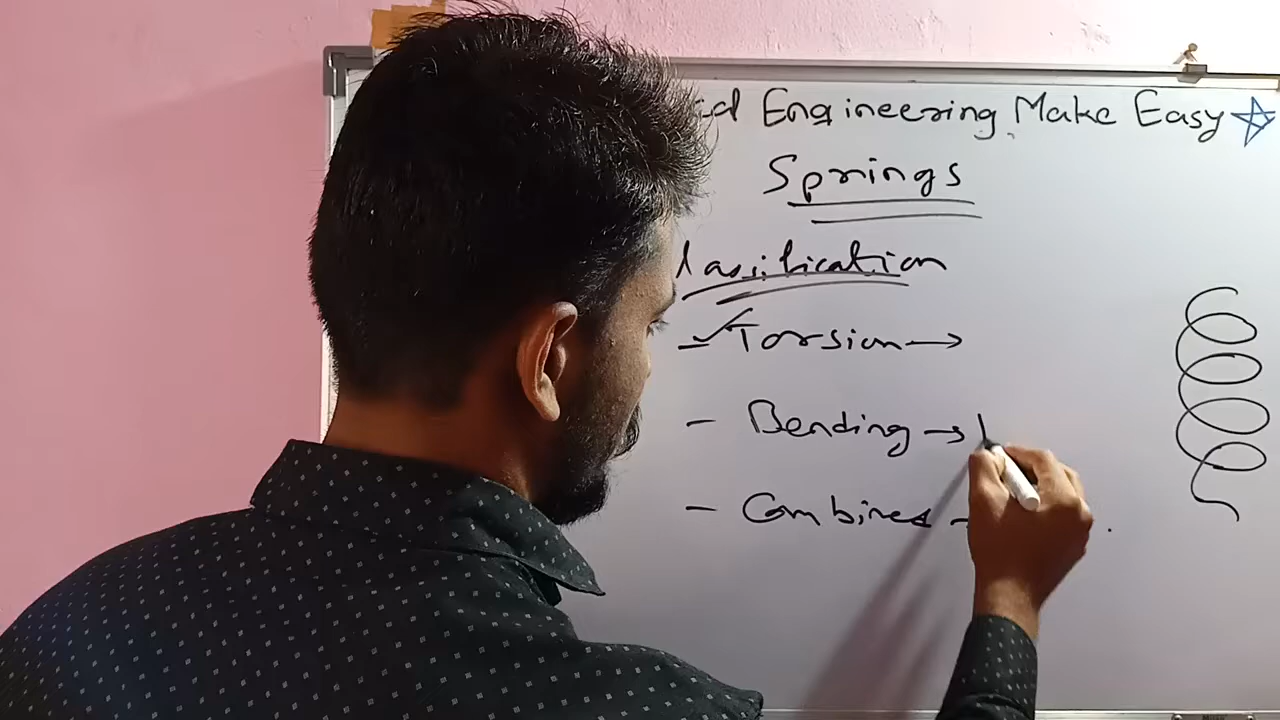 Engineering Make Easy
Springs
lassification
- Torsion →
- Bending →
- Combined -